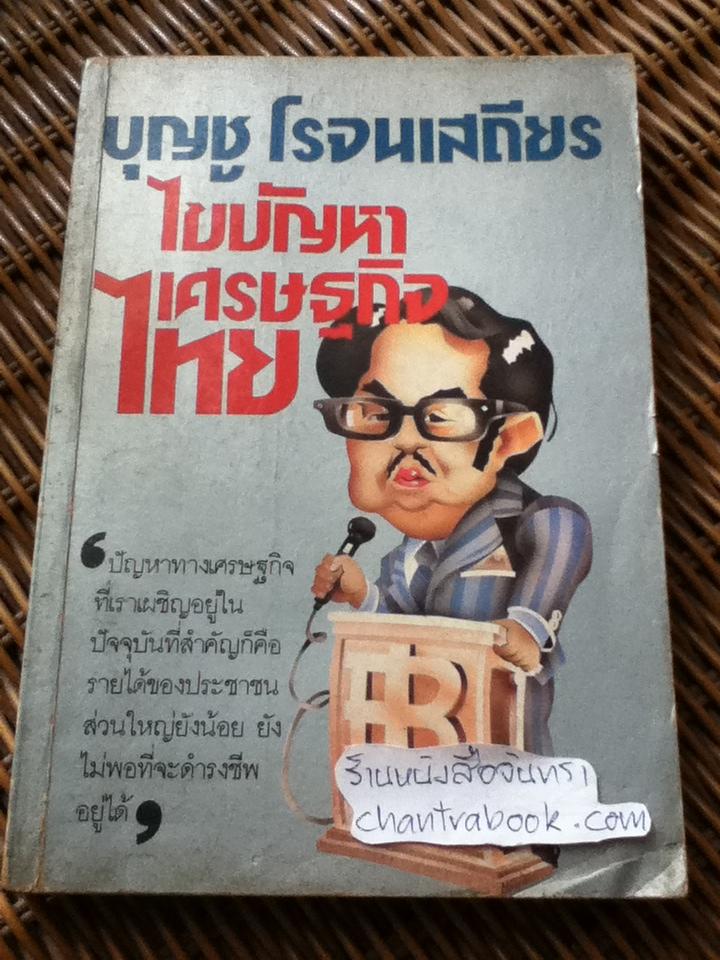 บุญชู โรจนเสถียร
ไขปัญหา
เศรษฐกิจ
ไทย
‘ปัญหาทางเศรษฐกิจ
ที่เราเผชิญอยู่ใน
ปัจจุบันที่สำคัญก็คือ
รายได้ของประชาชน
ส่วนใหญ่ยังน้อย ยัง
ไม่พอที่จะดำรงชีพ
อยู่ได้’
ร้านหนังสือจันทรา
chantrabook.com